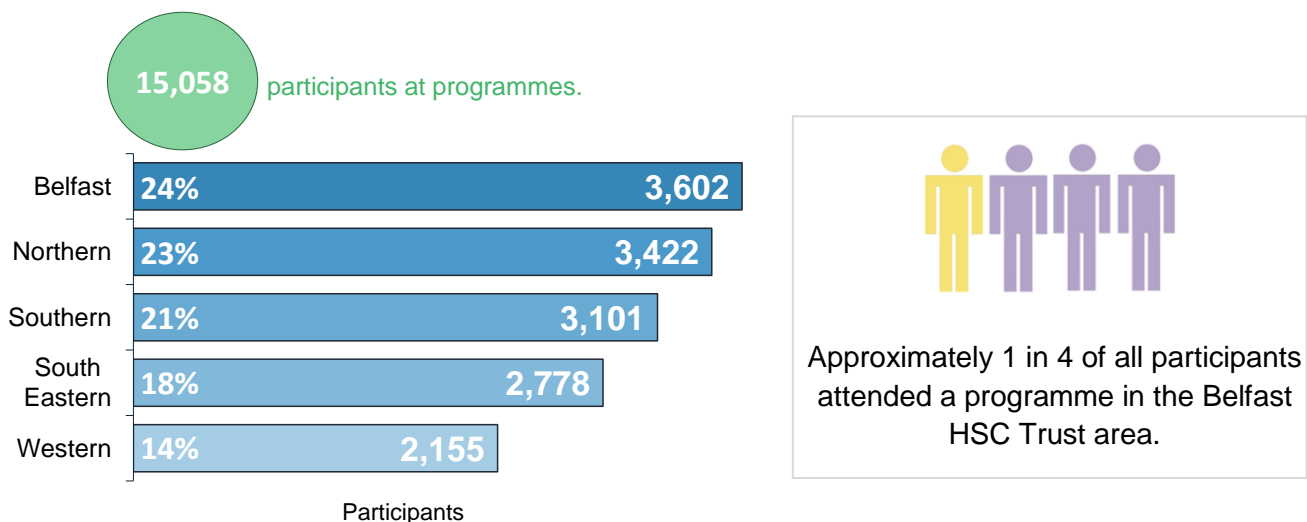 15,058 participants at programmes.
Belfast 24% 3,602
Northern 23% 3,422
Southern 21% 3,101
South
Eastern 18% 2,778
Western 14% 2,155
Participants
Approximately 1 in 4 of all participants
attended a programme in the Belfast
HSC Trust area.